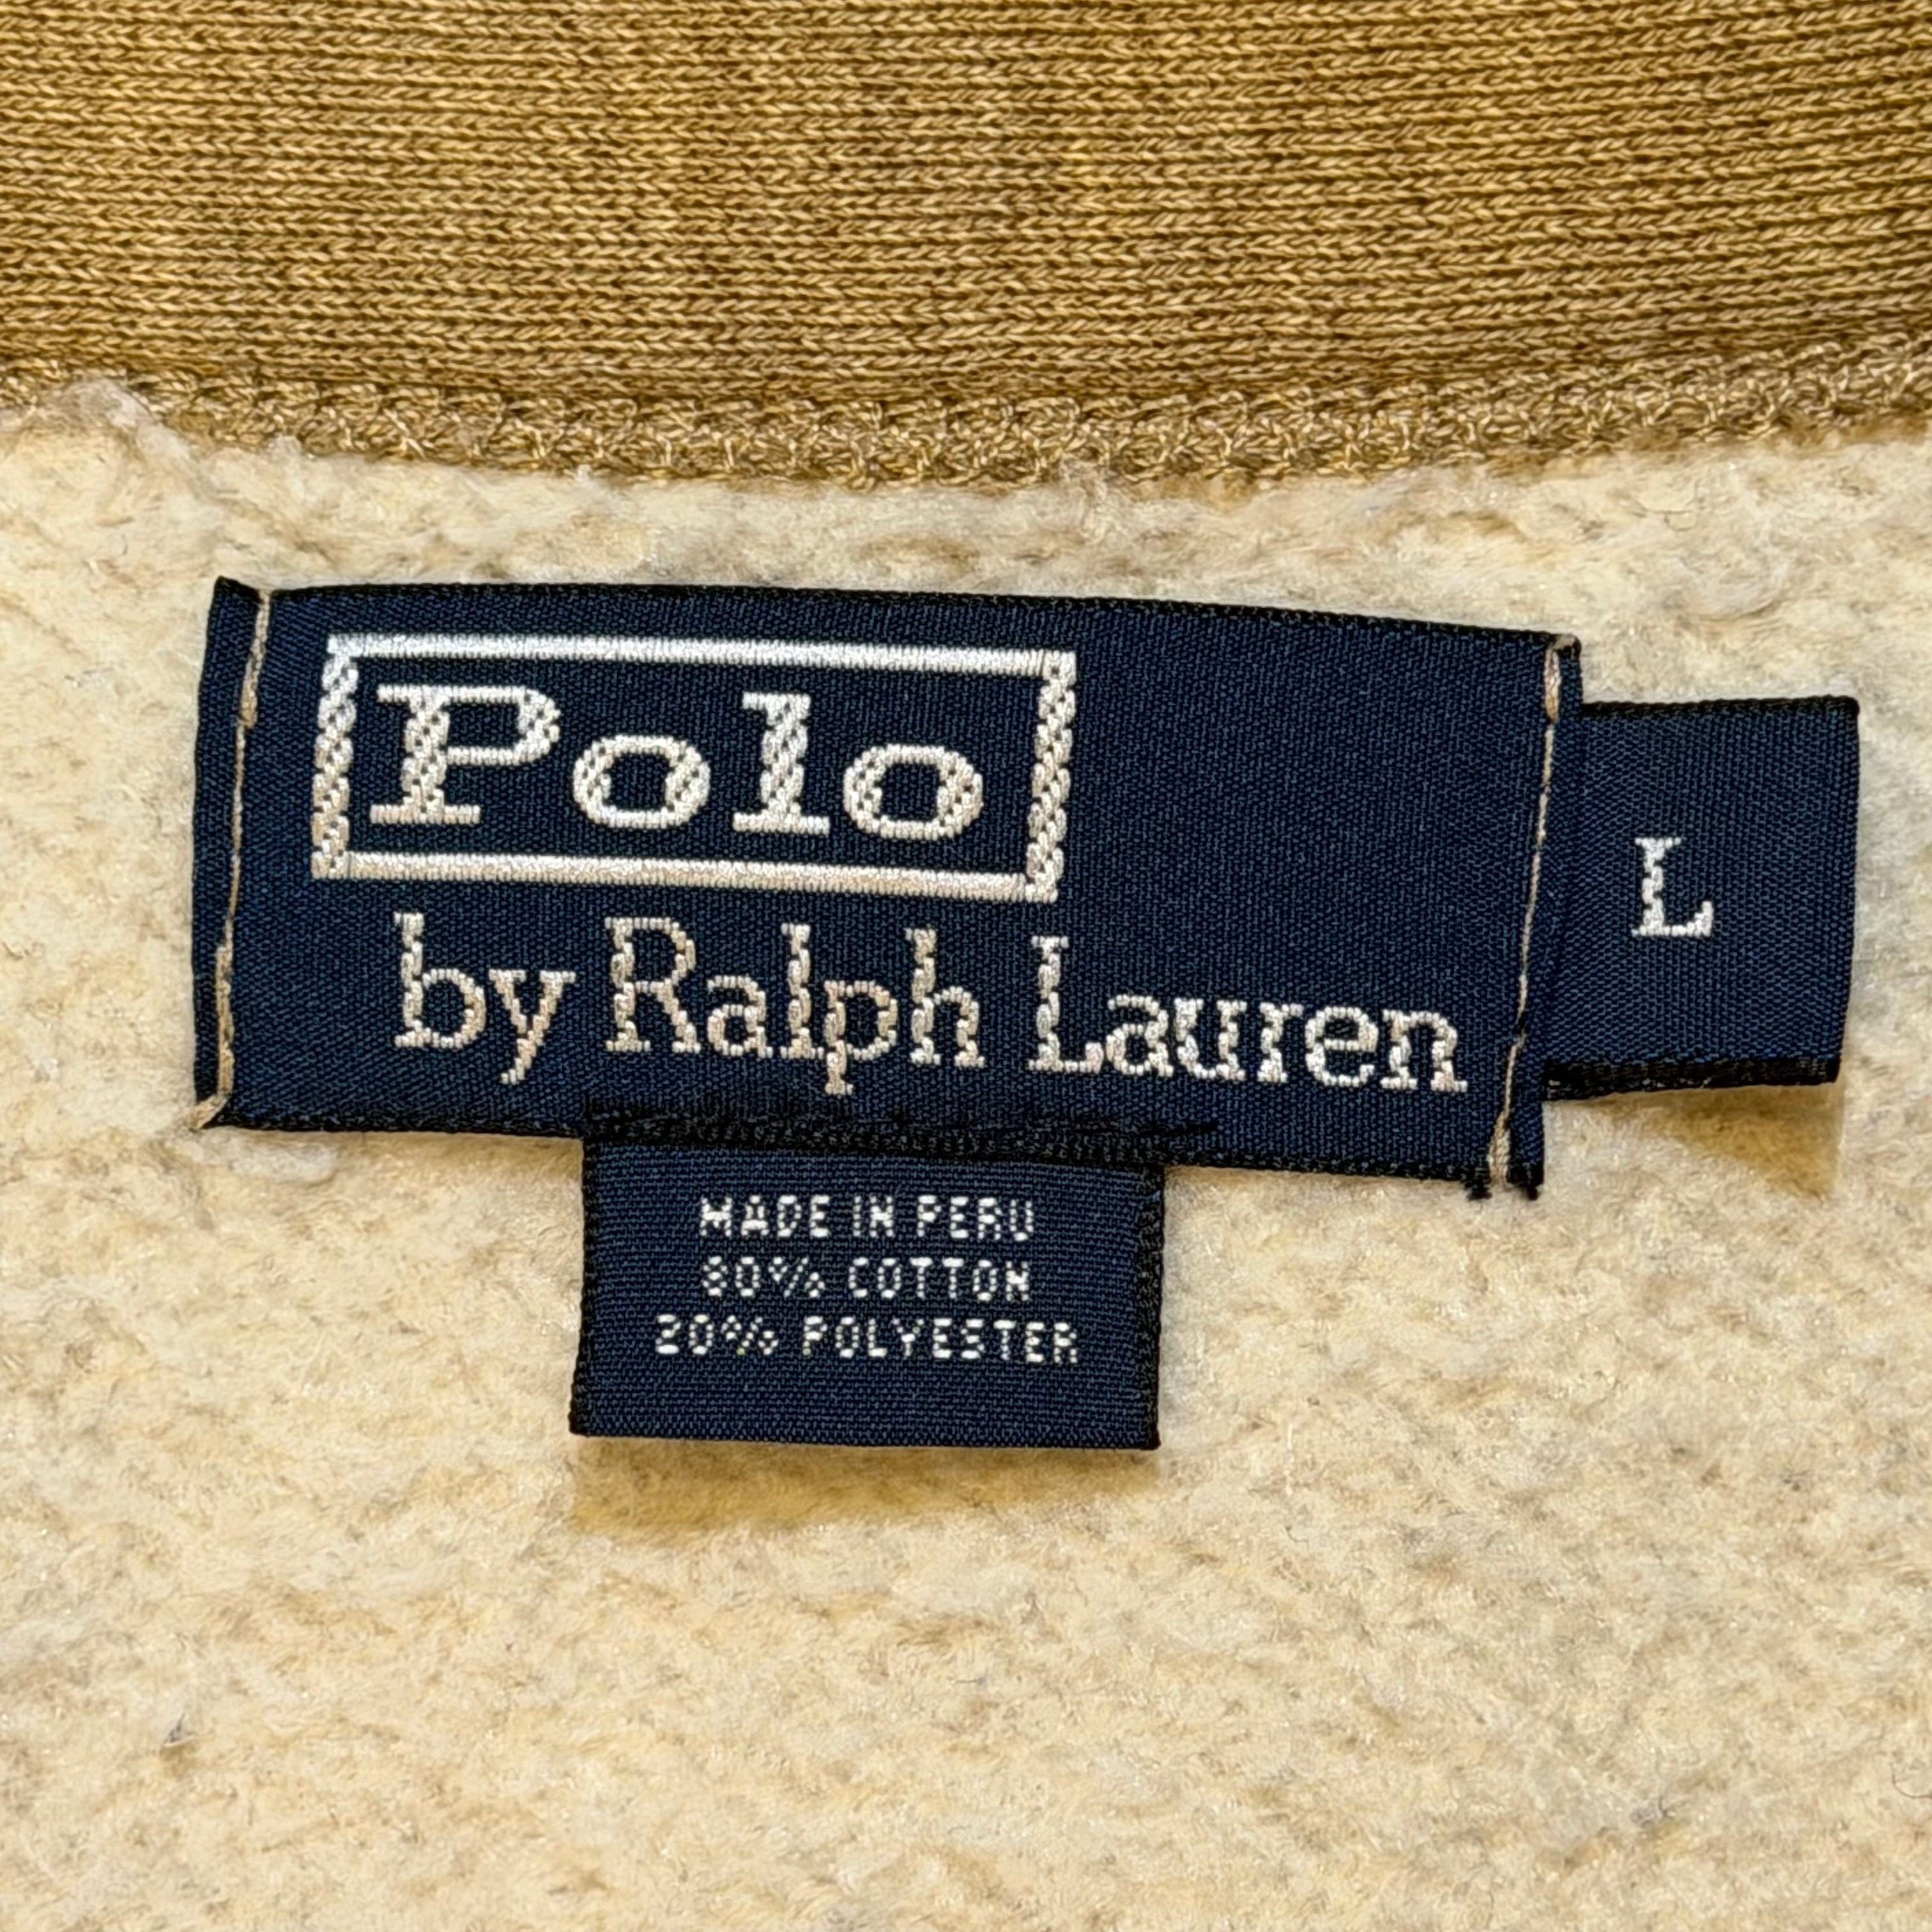 Polo
by Ralph Lauren
L
MADE IN PERU
80% COTTON
20% POLYESTER